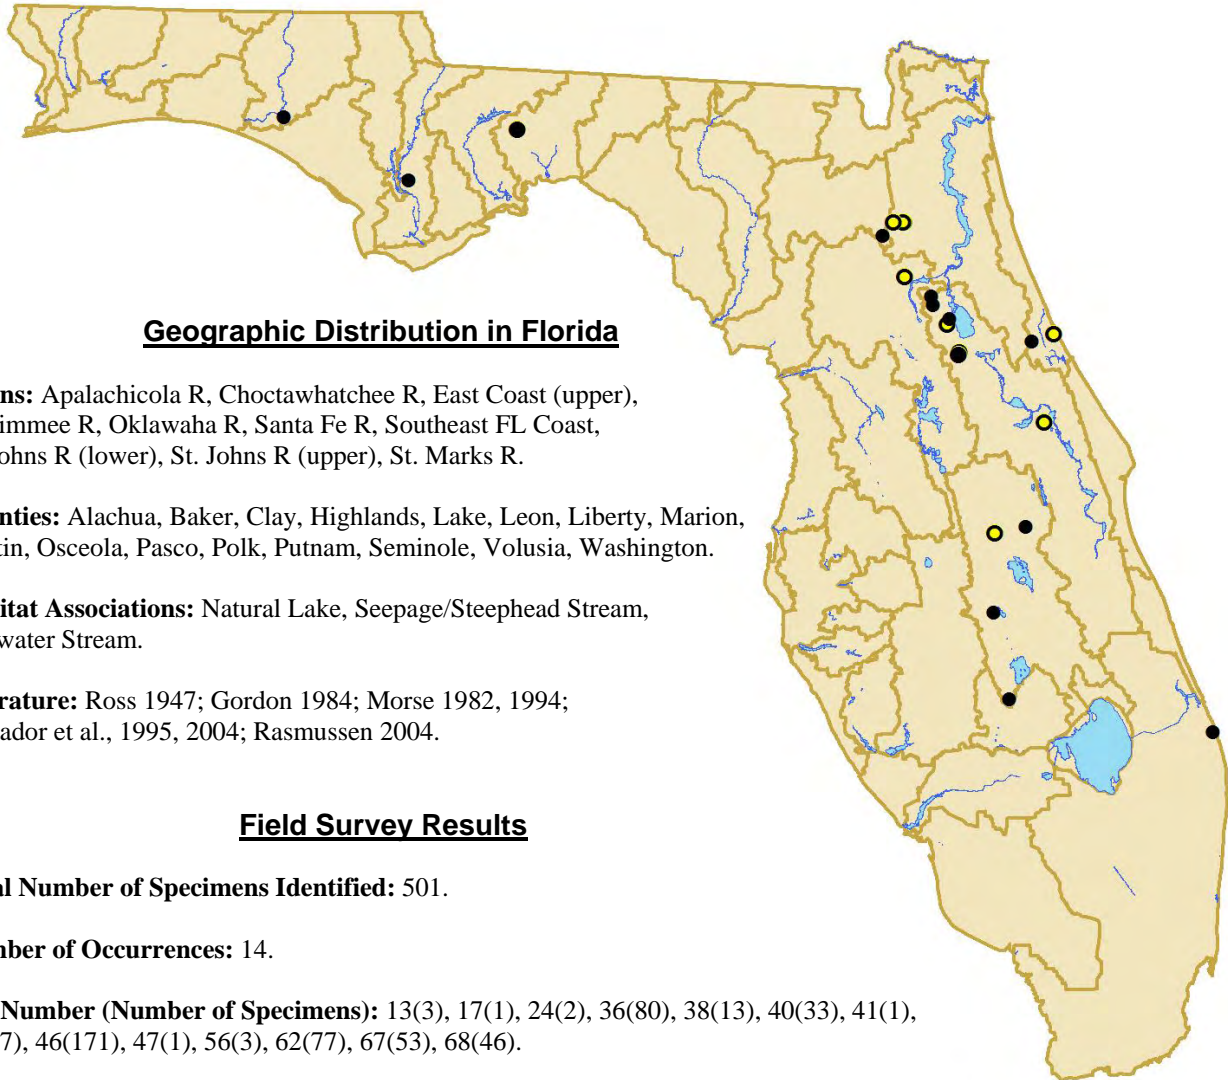 Geographic Distribution in Florida
ns: Apalachicola R, Choctawhatchee R, East Coast (upper),
immee R, Oklawaha R, Santa Fe R, Southeast FL Coast,
ohns R (lower), St. Johns R (upper), St. Marks R.
nties: Alachua, Baker, Clay, Highlands, Lake, Leon, Liberty, Marion,
tin, Osceola, Pasco, Polk, Putnam, Seminole, Volusia, Washington.
itat Associations: Natural Lake, Seepage/Steephead Stream,
water Stream.
rature: Ross 1947; Gordon 1984; Morse 1982, 1994;
ador et al., 1995, 2004; Rasmussen 2004.
Field Survey Results
al Number of Specimens Identified: 501.
nber of Occurrences: 14.
Number (Number of Specimens): 13(3), 17(1), 24(2), 36(80), 38(13), 40(33), 41(1),
7), 46(171), 47(1), 56(3), 62(77), 67(53), 68(46).